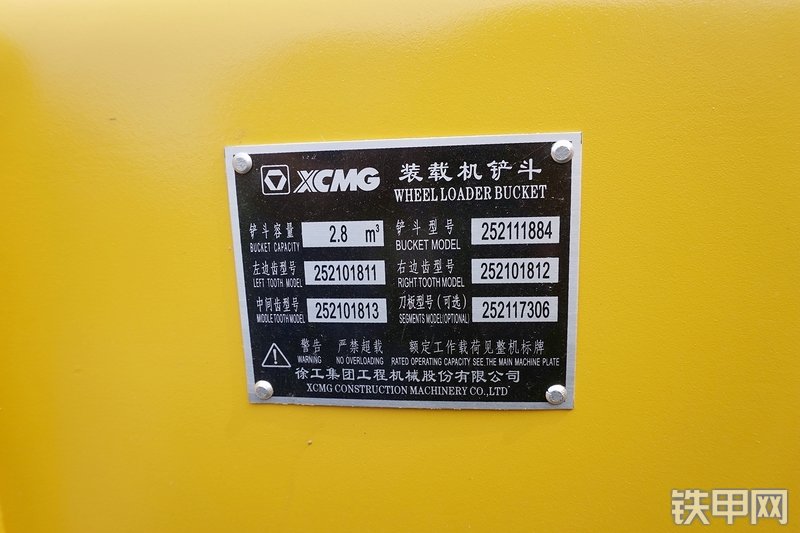 XCMG 装载机铲斗
WHEEL LOADER BUCKET
铲斗容量 2.8 m³ 铲斗型号 252111884
BUCKET CAPACITY BUCKET MODEL
左边齿型号 252101811 右边齿型号 252101812
LEFT TOOTH MODEL RIGHT TOOTH MODEL
中间齿型号 252101813 刀板型号(可选) 252117306
MIDDLE TOOTH MODEL SEGMENTS MODEL(OPTIONAL)
警告 严禁超载 额定工作载荷见整机标牌
WARNING NO OVERLOADING RATED OPERATING CAPACITY SEE THE MAIN MACHINE PLATE
徐工集团工程机械股份有限公司
XCMG CONSTRUCTION MACHINERY CO.,LTD
铁甲网